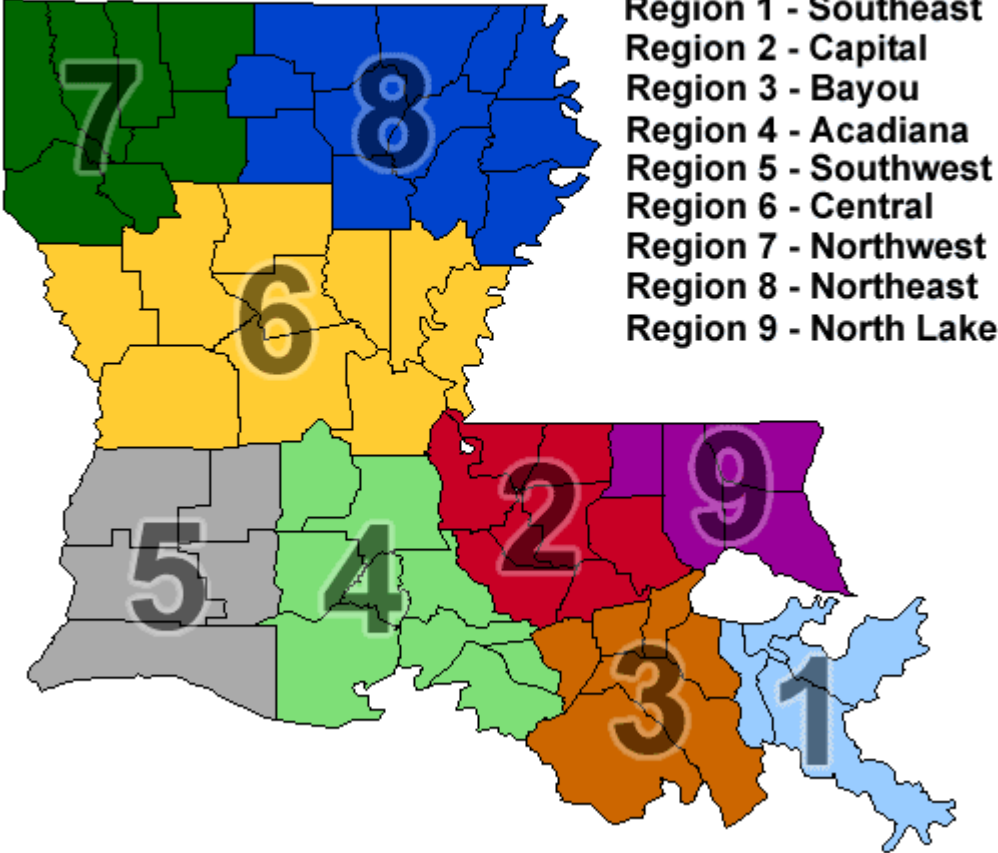 Region 1 - Southeast
Region 2 - Capital
Region 3 - Bayou
Region 4 - Acadiana
Region 5 - Southwest
Region 6 - Central
Region 7 - Northwest
Region 8 - Northeast
Region 9 - North Lake
7
8
6
2
9
5
4
3
1